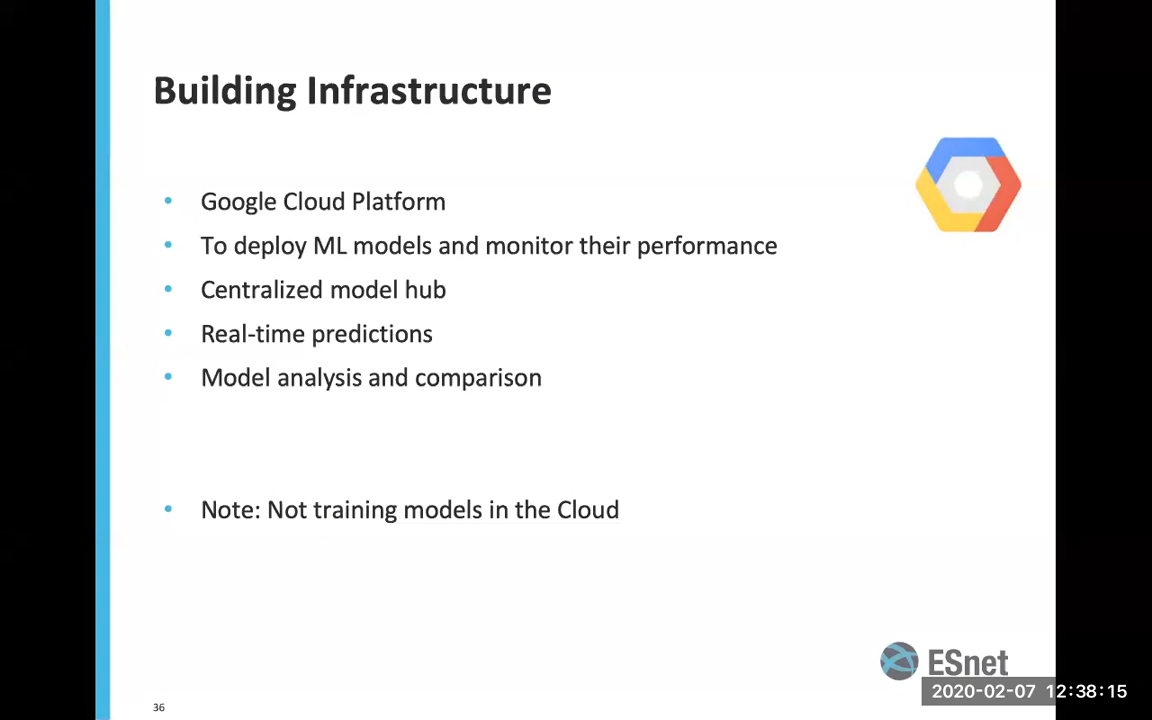 Building Infrastructure
• Google Cloud Platform
• To deploy ML models and monitor their performance
• Centralized model hub
• Real-time predictions
• Model analysis and comparison
• Note: Not training models in the Cloud
ESnet
2020-02-07 12:38:15
36